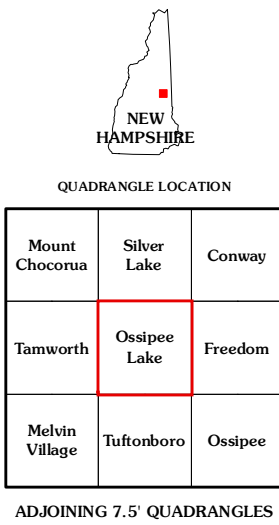 NEW
HAMPSHIRE
QUADRANGLE LOCATION
Mount
Chocorua
Silver
Lake
Conway
Tamworth
Ossipee
Lake
Freedom
Melvin
Village
Tuftonboro
Ossipee
ADJOINING 7.5' QUADRANGLES